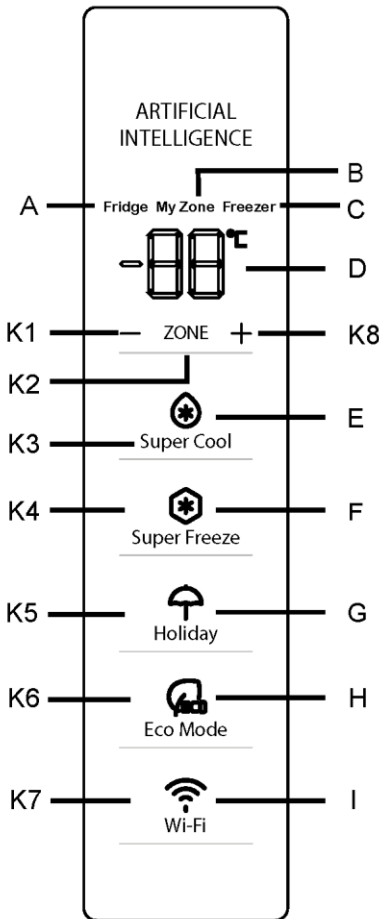 ARTIFICIAL
INTELLIGENCE
B
A Fridge My Zone Freezer C
-88°C D
K1 - ZONE + K8
K2
E
K3 Super Cool
K4 F
Super Freeze
K5 G
Holiday
K6 eco H
Eco Mode
K7 I
Wi-Fi